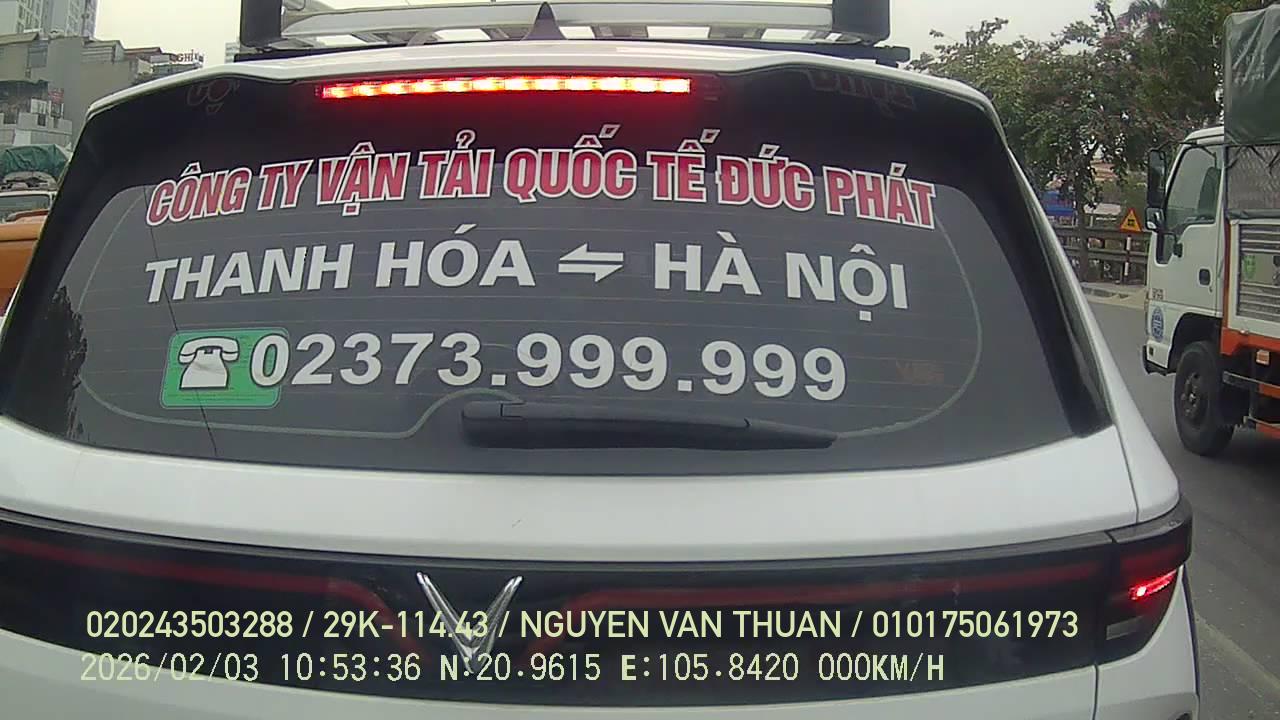 CÔNG TY VẬN TẢI QUỐC TẾ ĐỨC PHÁT
THANH HÓA ⇌ HÀ NỘI
02373.999.999
020243503288 / 29K-114.43 / NGUYEN VAN THUAN / 010175061973
2026/02/03 10:53:36 N:20.9615 E:105.8420 000KM/H